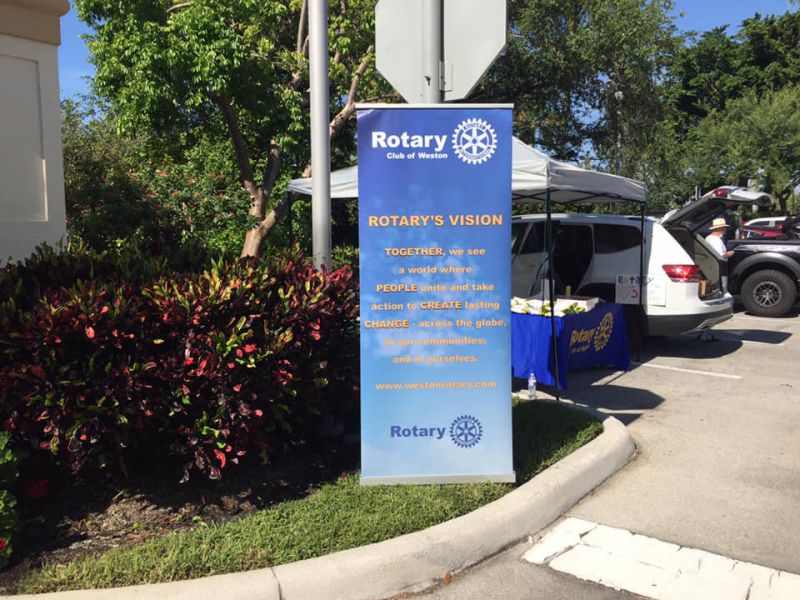 Rotary
Club of Weston
ROTARY'S VISION
TOGETHER, we see
a world where
PEOPLE unite and take
action to CREATE lasting
CHANGE - across the globe,
in our communities,
and in ourselves.
www.westonrotary.com
Rotary
Rotary
ROTARY